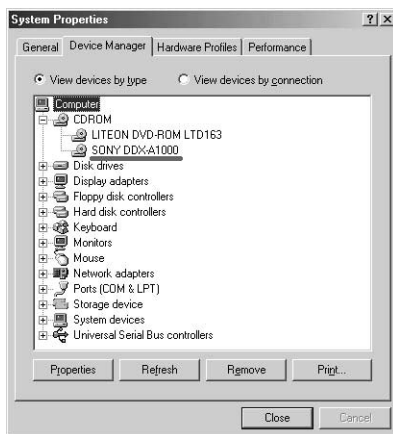 System Properties
General Device Manager Hardware Profiles Performance
View devices by type View devices by connection
Computer
CDROM
LITEON DVD-ROM LTD163
SONY DDX-A1000
Disk drives
Display adapters
Floppy disk controllers
Hard disk controllers
Keyboard
Monitors
Mouse
Network adapters
Ports (COM & LPT)
Storage device
System devices
Universal Serial Bus controllers
Properties Refresh Remove Print...
Close Cancel